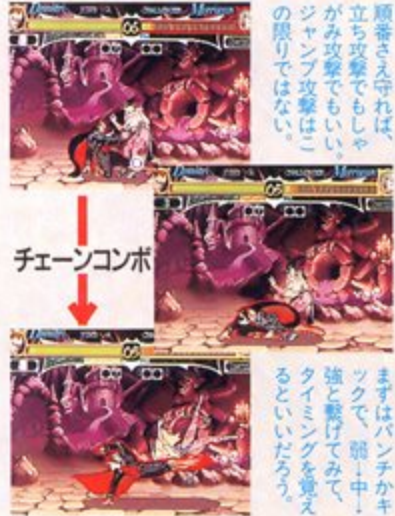 順番さえ守れば、
立ち攻撃でもしゃ
がみ攻撃でもいい。
ジャンプ攻撃はこ
の限りではない。
Demitri
Morrigan
チェーンコンボ
まずはパンチかキ
ックで、弱→中→
強と繋げてみて、
タイミングを覚え
るといいだろう。